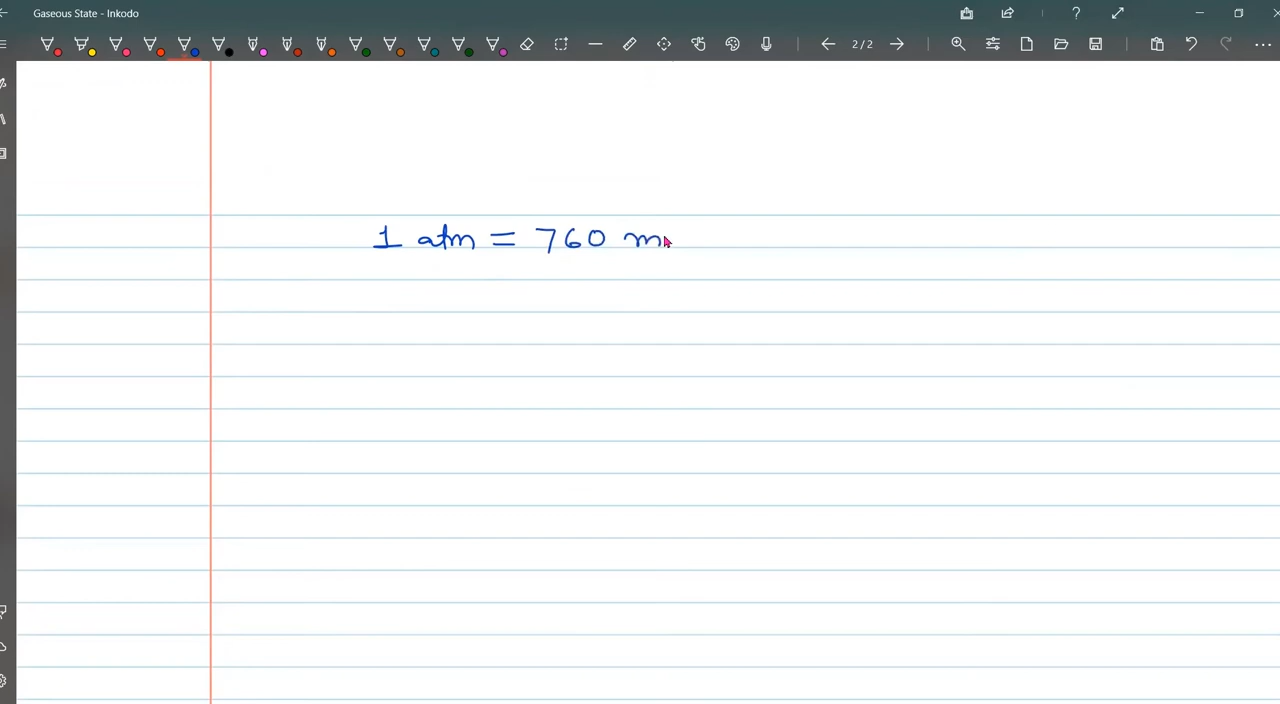 Gaseous State - Inkodo
2/2
1 atm = 760 m